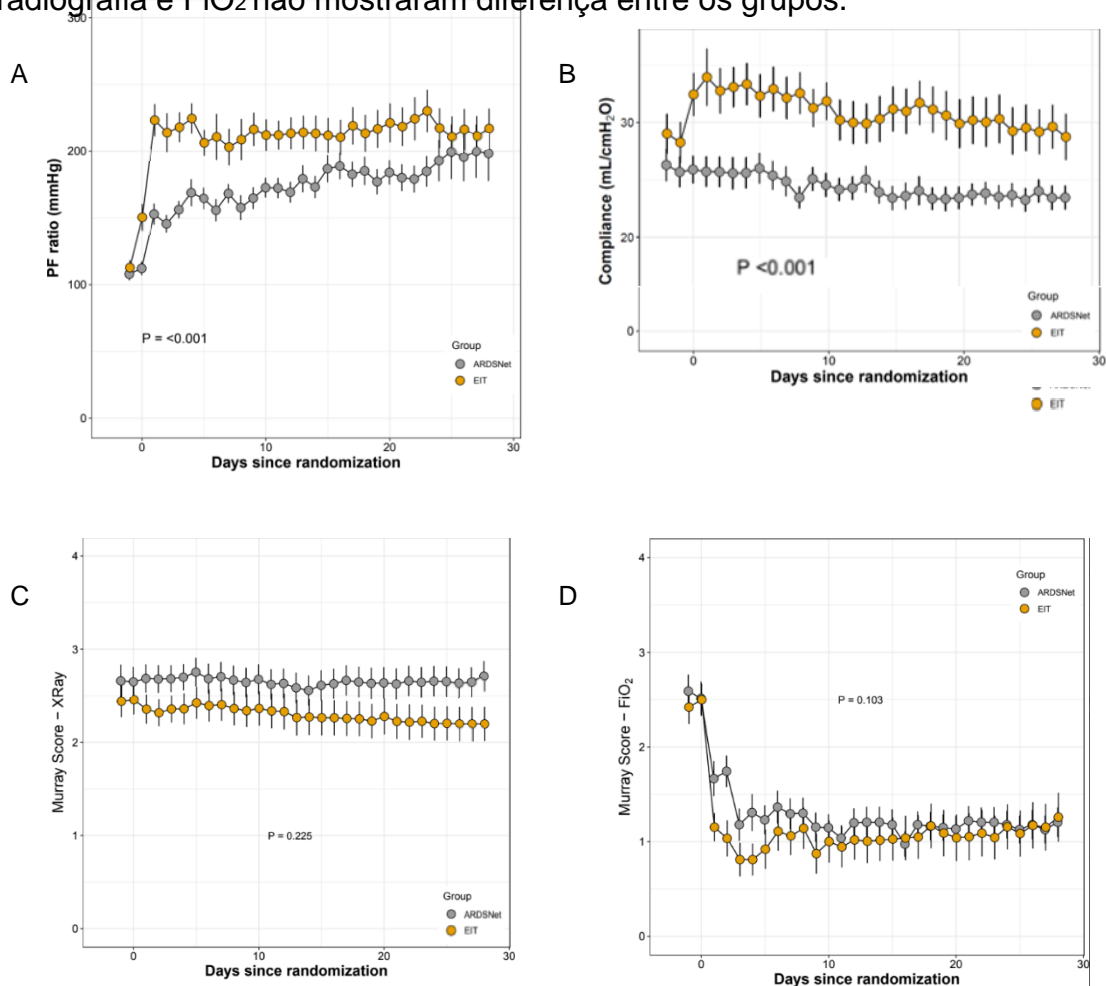 radiografia e FiO2 não mostraram diferença entre os grupos.
A
300
200
100
0
PF ratio (mmHg)
P = <0.001
Group
ARDSNet
EIT
0 10 20 30
Days since randomization
B
30
20
0
Compliance (mL/cmH2O)
P <0.001
Group
ARDSNet
EIT
0 10 20 30
Days since randomization
EIT
C
4
3
2
1
0
Murray Score – XRay
P = 0.225
Group
ARDSNet
EIT
0 10 20 30
Days since randomization
D
4
3
2
1
0
Murray Score – FiO2
Group
ARDSNet
EIT
P = 0.103
0 10 20 30
Days since randomization